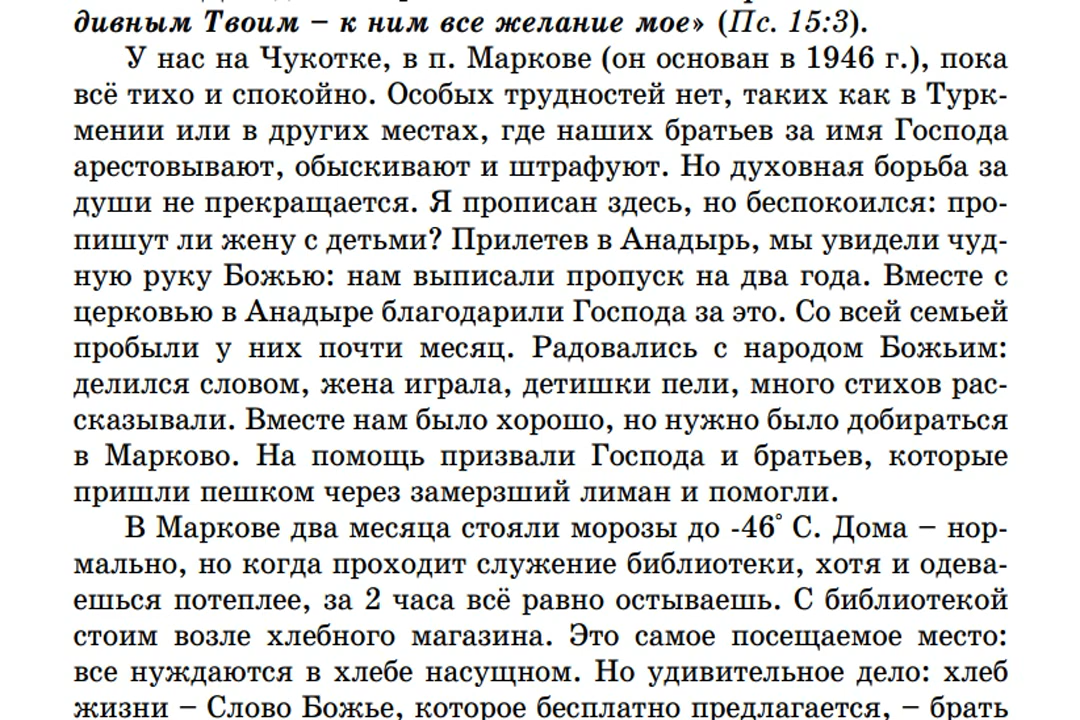 дивным Твоим – к ним все желание мое» (Пс. 15:3).
У нас на Чукотке, в п. Маркове (он основан в 1946 г.), пока
всё тихо и спокойно. Особых трудностей нет, таких как в Турк-
мении или в других местах, где наших братьев за имя Господа
арестовывают, обыскивают и штрафуют. Но духовная борьба за
души не прекращается. Я прописан здесь, но беспокоился: про-
пишут ли жену с детьми? Прилетев в Анадырь, мы увидели чуд-
ную руку Божью: нам выписали пропуск на два года. Вместе с
церковью в Анадыре благодарили Господа за это. Со всей семьей
пробыли у них почти месяц. Радовались с народом Божьим:
делился словом, жена играла, детишки пели, много стихов рас-
сказывали. Вместе нам было хорошо, но нужно было добираться
в Марково. На помощь призвали Господа и братьев, которые
пришли пешком через замерзший лиман и помогли.
В Маркове два месяца стояли морозы до -46° С. Дома – нор-
мально, но когда проходит служение библиотеки, хотя и одева-
ешься потеплее, за 2 часа всё равно остываешь. С библиотекой
стоим возле хлебного магазина. Это самое посещаемое место:
все нуждаются в хлебе насущном. Но удивительное дело: хлеб
жизни – Слово Божье, которое бесплатно предлагается, – брать